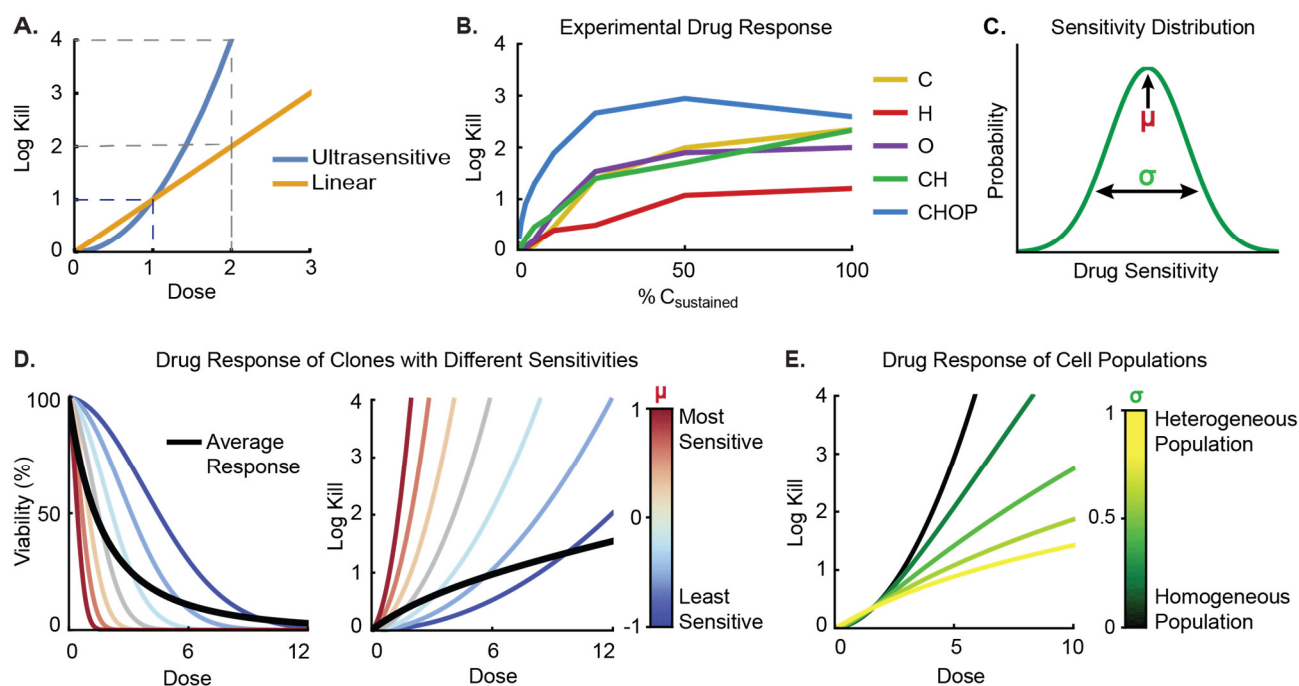 A.
4
3
2
1
0
0 1 2 3
Log Kill
Dose
Ultrasensitive
Linear
B.
Experimental Drug Response
4
3
2
1
0
0 50 100
Log Kill
% Csustained
C
H
O
CH
CHOP
C.
Sensitivity Distribution
Probability
μ
σ
Drug Sensitivity
D.
Drug Response of Clones with Different Sensitivities
100
50
0
0 6 12
Viability (%)
Dose
Average
Response
4
3
2
1
0
0 6 12
Log Kill
Dose
μ
1
0
-1
Most
Sensitive
Least
Sensitive
E.
Drug Response of Cell Populations
4
3
2
1
0
0 5 10
Log Kill
Dose
σ
1
0.5
0
Heterogeneous
Population
Homogeneous
Population